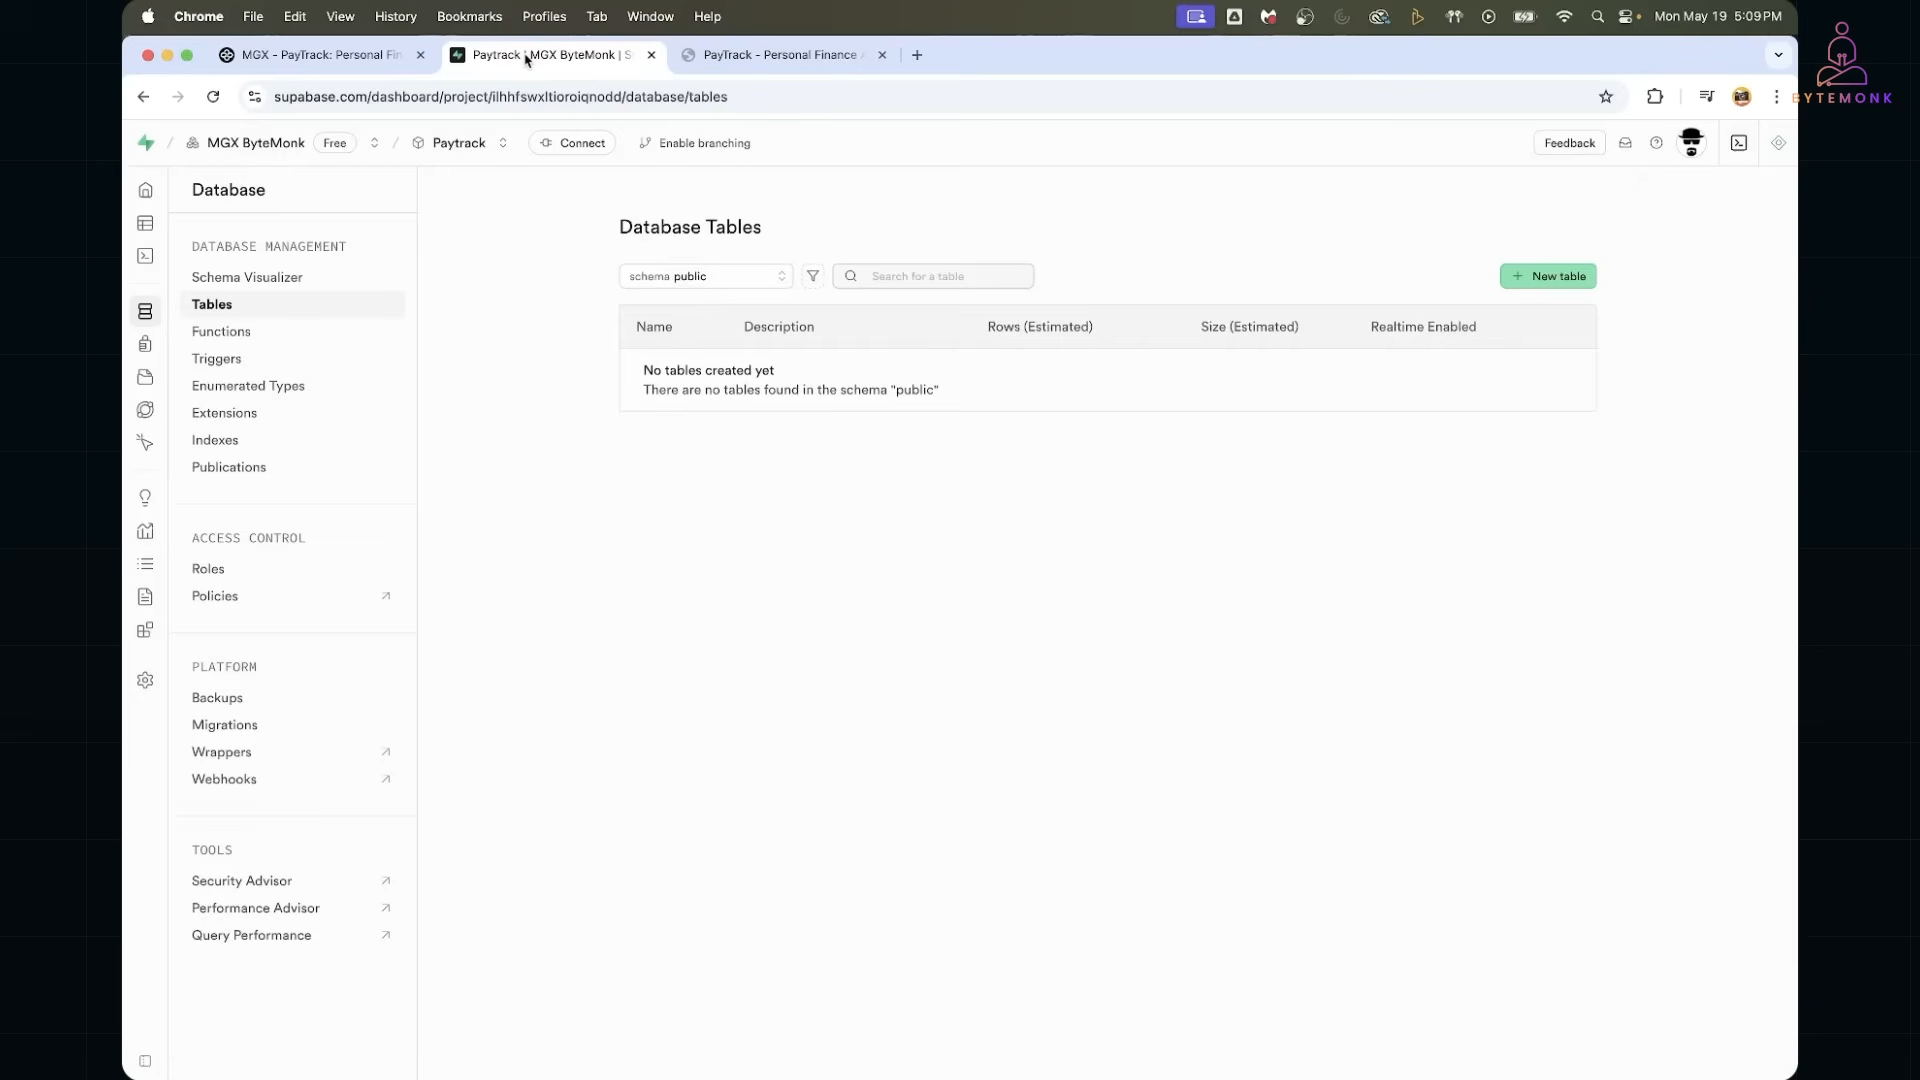 Chrome File Edit View History Bookmarks Profiles Tab Window Help Mon May 19 5:09 PM
MGX - PayTrack: Personal Fin
Paytrack | MGX ByteMonk | S
PayTrack - Personal Finance
supabase.com/dashboard/project/ilhhfswxltioroiqnodd/database/tables
BYTEMONK
MGX ByteMonk Free Paytrack Connect Enable branching Feedback
Database
DATABASE MANAGEMENT
Schema Visualizer
Tables
Functions
Triggers
Enumerated Types
Extensions
Indexes
Publications
ACCESS CONTROL
Roles
Policies
PLATFORM
Backups
Migrations
Wrappers
Webhooks
TOOLS
Security Advisor
Performance Advisor
Query Performance
Database Tables
schema public Search for a table New table
Name Description Rows (Estimated) Size (Estimated) Realtime Enabled
No tables created yet
There are no tables found in the schema "public"